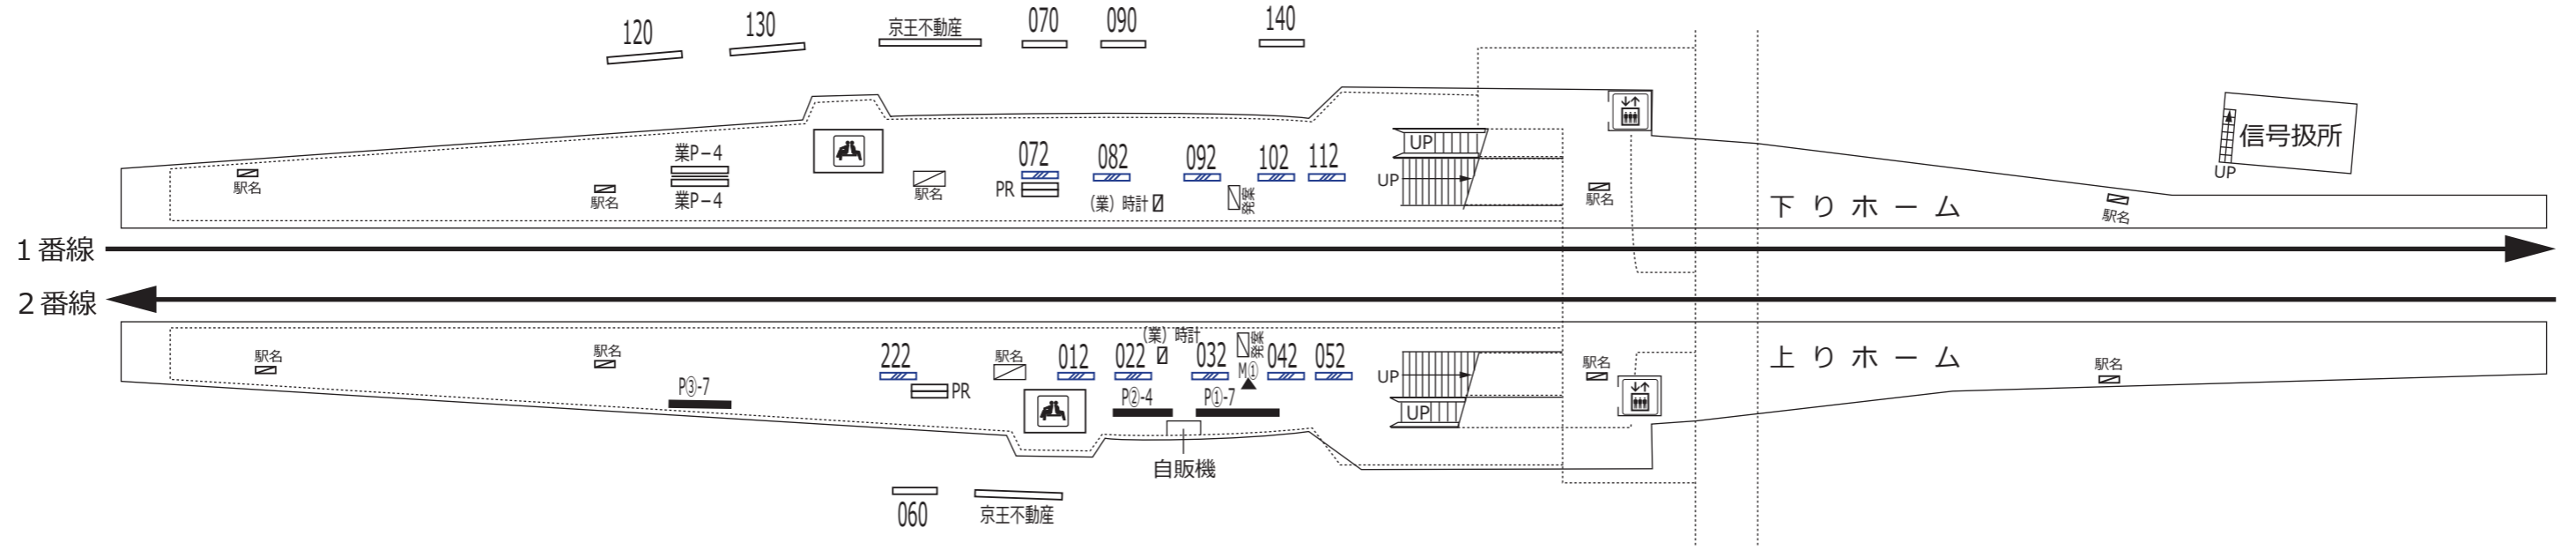 120
130
京王不動産
070
090
140
業P−4
業P−4
駅名
駅名
駅名
072
PR
082
(業) 時計
092
発案
102
112
UP
UP
駅名
下りホーム
駅名
信号扱所
UP
1番線
2番線
駅名
駅名
P③-7
222
PR
駅名
012
022
(業) 時計
032
発案
M①
042
052
P②-4
P①-7
自販機
UP
UP
駅名
上りホーム
駅名
060
京王不動産